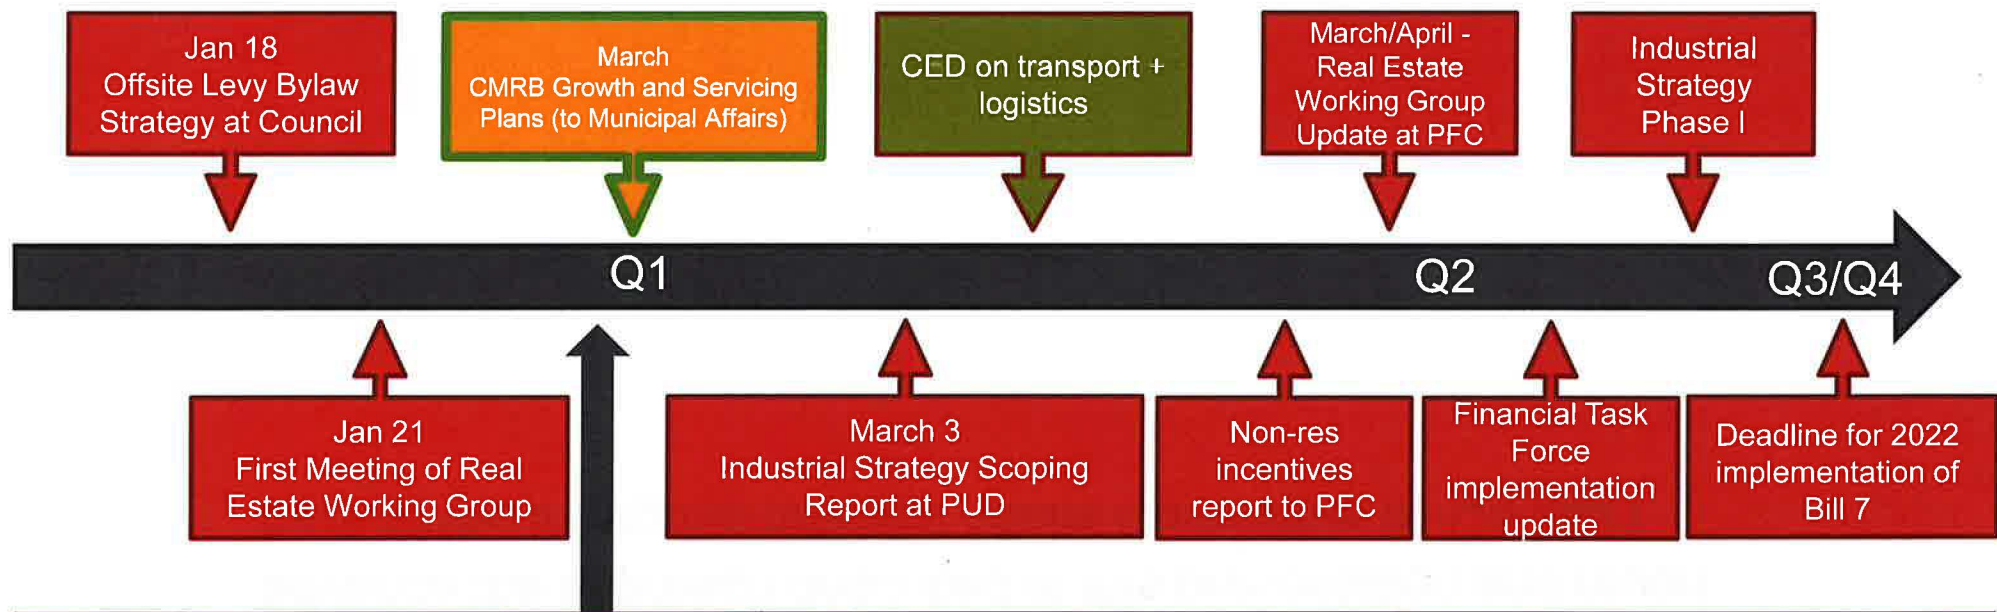 Jan 18
Offsite Levy Bylaw
Strategy at Council
March
CMRB Growth and Servicing
Plans (to Municipal Affairs)
CED on transport +
logistics
March/April -
Real Estate
Working Group
Update at PFC
Industrial
Strategy
Phase I
Q1
Q2
Q3/Q4
Jan 21
First Meeting of Real
Estate Working Group
March 3
Industrial Strategy Scoping
Report at PUD
Non-res
incentives
report to PFC
Financial Task
Force
implementation
update
Deadline for 2022
implementation of
Bill 7